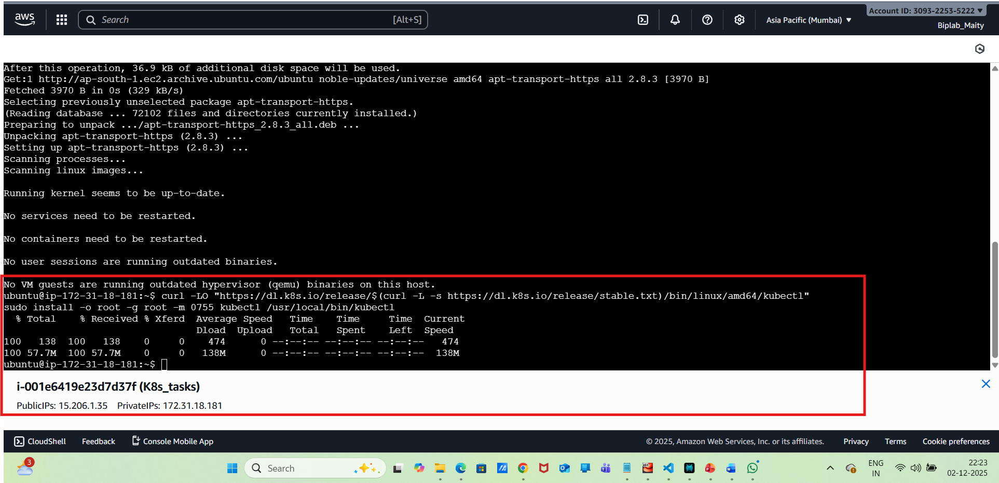 aws
Search [Alt+S]
Asia Pacific (Mumbai) ▼
Account ID: 3093-2253-5222 ▼
Biplab_Maity
After this operation, 36.9 kB of additional disk space will be used.
Get:1 http://ap-south-1.ec2.archive.ubuntu.com/ubuntu noble-updates/universe amd64 apt-transport-https all 2.8.3 [3970 B]
Fetched 3970 B in 0s (329 kB/s)
Selecting previously unselected package apt-transport-https.
(Reading database ... 72102 files and directories currently installed.)
Preparing to unpack .../apt-transport-https_2.8.3_all.deb ...
Unpacking apt-transport-https (2.8.3) ...
Setting up apt-transport-https (2.8.3) ...
Scanning processes...
Scanning linux images...
Running kernel seems to be up-to-date.
No services need to be restarted.
No containers need to be restarted.
No user sessions are running outdated binaries.
No VM guests are running outdated hypervisor (qemu) binaries on this host.
ubuntu@ip-172-31-18-181:~$ curl -LO "https://dl.k8s.io/release/$(curl -L -s https://dl.k8s.io/release/stable.txt)/bin/linux/amd64/kubectl"
sudo install -o root -g root -m 0755 kubectl /usr/local/bin/kubectl
% Total % Received % Xferd Average Speed Time Time Time Current
Dload Upload Total Spent Left Speed
100 138 100 138 0 0 474 0 --:--:-- --:--:-- --:--:-- 474
100 57.7M 100 57.7M 0 0 138M 0 --:--:-- --:--:-- --:--:-- 138M
ubuntu@ip-172-31-18-181:~$
i-001e6419e23d7d37f (K8s_tasks)
PublicIPs: 15.206.1.35 PrivateIPs: 172.31.18.181
CloudShell Feedback Console Mobile App © 2025, Amazon Web Services, Inc. or its affiliates. Privacy Terms Cookie preferences
3
Search
ENG
IN
22:23
02-12-2025